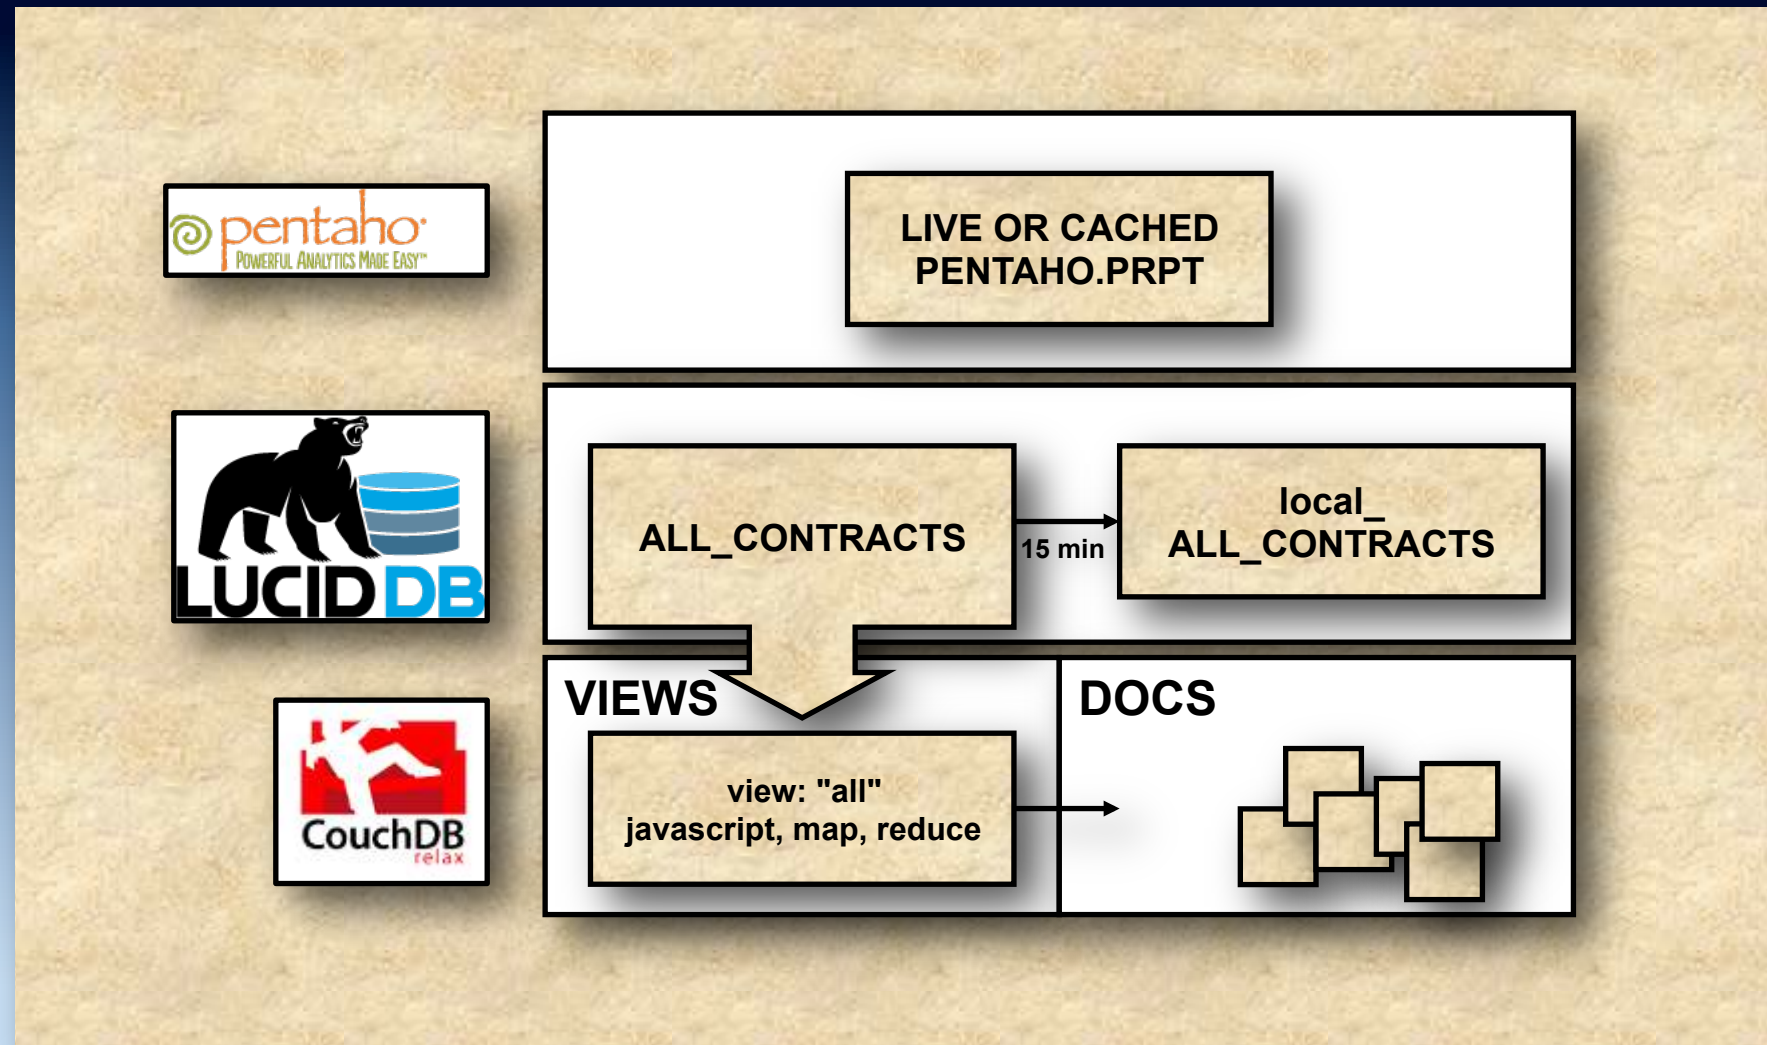 pentaho
POWERFUL ANALYTICS MADE EASY™
LIVE OR CACHED
PENTAHO.PRPT
LUCID DB
ALL_CONTRACTS
15 min
local_
ALL_CONTRACTS
CouchDB
relax
VIEWS
DOCS
view: "all"
javascript, map, reduce